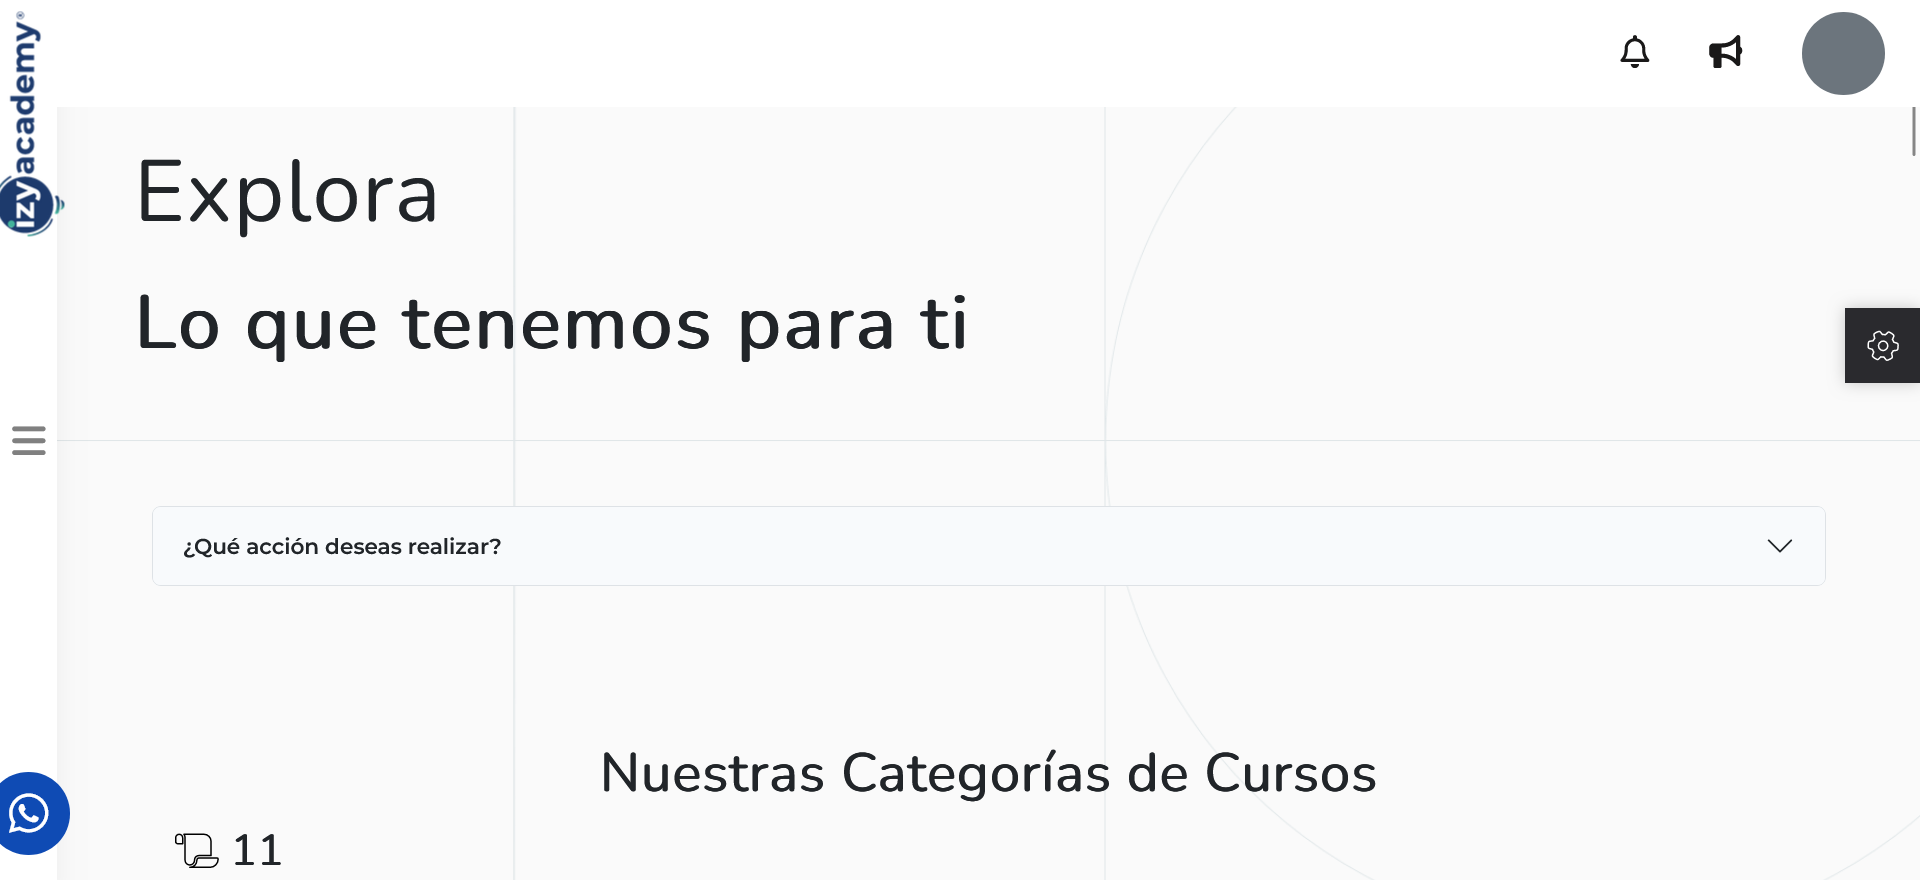 izyacademy®
Explora
Lo que tenemos para ti
¿Qué acción deseas realizar?
Nuestras Categorías de Cursos
11